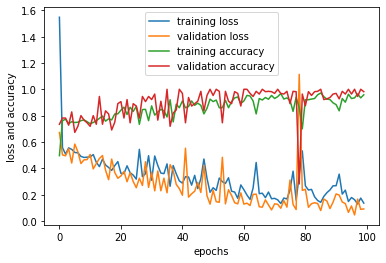 1.6
1.4
1.2
1.0
0.8
0.6
0.4
0.2
0.0
loss and accuracy
training loss
validation loss
training accuracy
validation accuracy
0
20
40
60
80
100
epochs